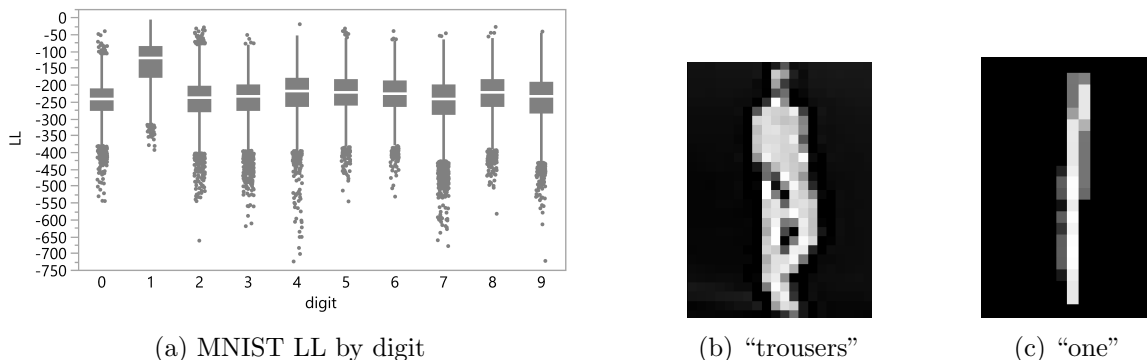 0
-50
-100
-150
-200
-250
-300
-350
-400
-450
-500
-550
-600
-650
-700
-750
LL
0 1 2 3 4 5 6 7 8 9
digit
(a) MNIST LL by digit
(b) “trousers”
(c) “one”